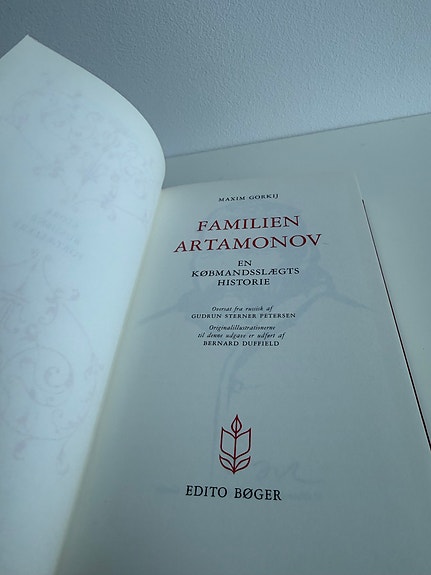 MAXIM GORKIJ
FAMILIEN
ARTAMONOV
EN
KØBMANDSSLÆGTS
HISTORIE
Oversat fra russisk af
GUDRUN STERNER PETERSEN
Originalillustrationerne
til denne udgave er udført af
BERNARD DUFFIELD
EDITO BØGER